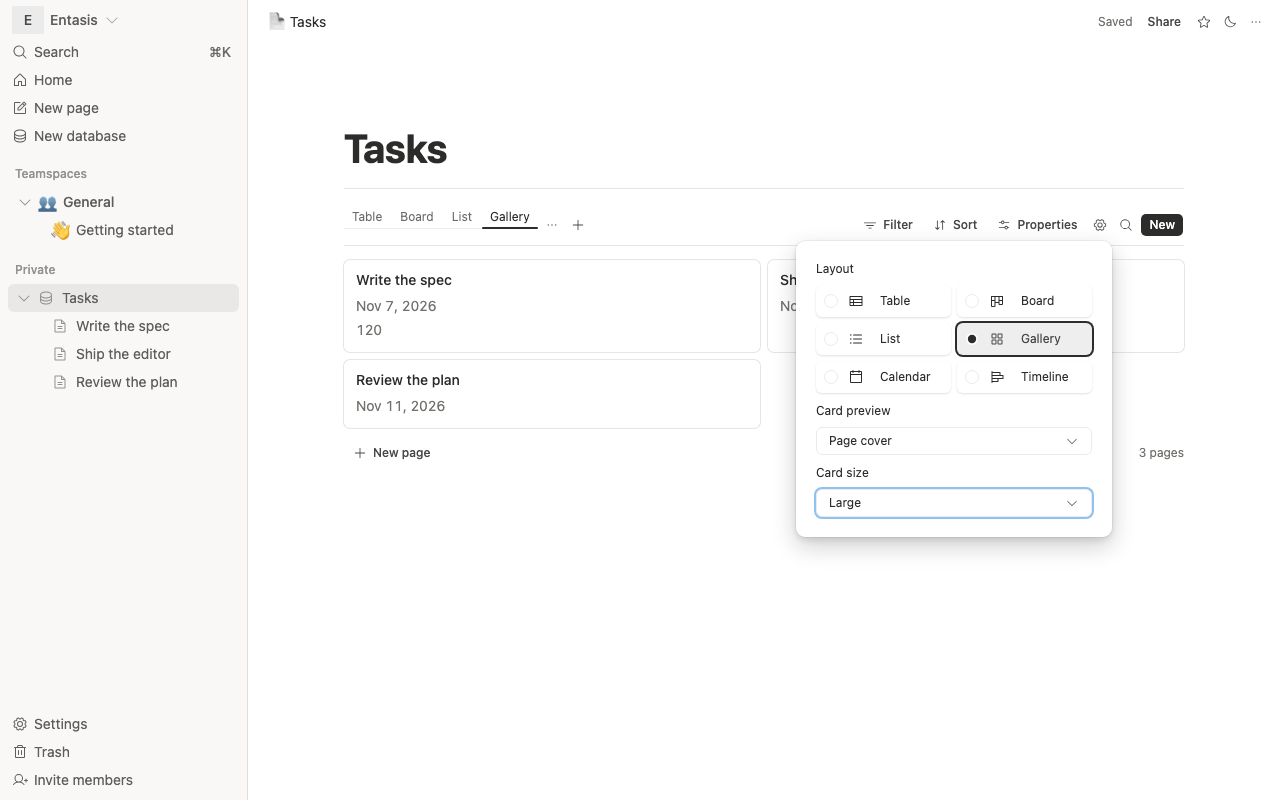 E Entasis
Search ⌘K
Home
New page
New database
Teamspaces
General
Getting started
Private
Tasks
Write the spec
Ship the editor
Review the plan
Settings
Trash
Invite members
Tasks
Saved Share
Tasks
Table Board List Gallery
Filter Sort Properties New
Write the spec
Nov 7, 2026
120
Sh
No
Review the plan
Nov 11, 2026
New page
3 pages
Layout
Table Board
List Gallery
Calendar Timeline
Card preview
Page cover
Card size
Large